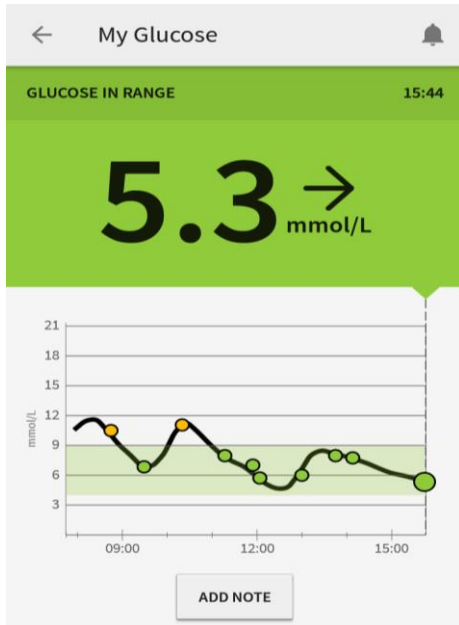 My Glucose
GLUCOSE IN RANGE 15:44
5.3 mmol/L
21
18
15
12
9
6
3
mmol/L
09:00 12:00 15:00
ADD NOTE